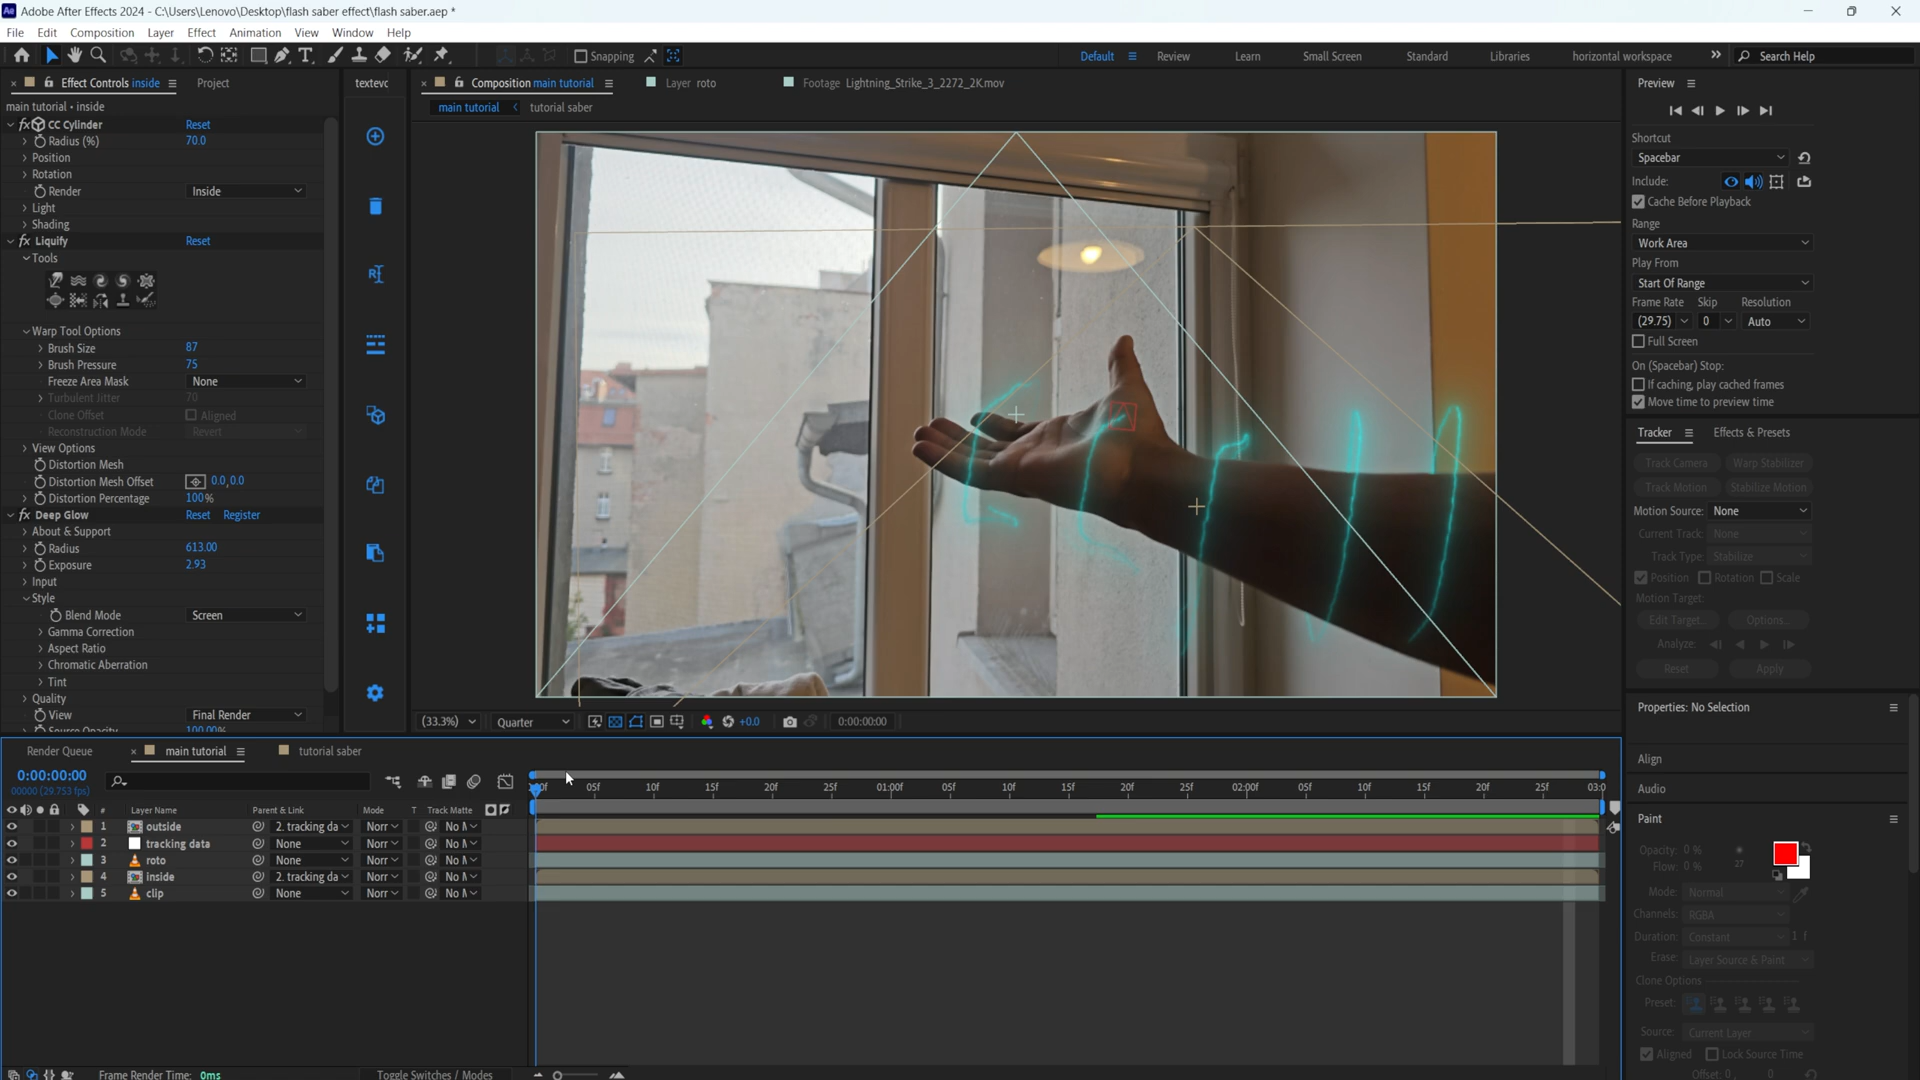 Adobe After Effects 2024 - C:\Users\Lenovo\Desktop\flash saber effect\flash saber.aep *
File Edit Composition Layer Effect Animation View Window Help
Snapping Default Review Learn Small Screen Standard Libraries horizontal workspace Search Help
Effect Controls inside Project
main tutorial • inside
fx CC Cylinder Reset
Radius (%) 70.0
Position
Rotation
Render Inside
Light
Shading
fx Liquify Reset
Tools
Warp Tool Options
Brush Size 87
Brush Pressure 75
Freeze Area Mask None
Turbulent Jitter 70
Clone Offset Aligned
Reconstruction Mode Revert
View Options
Distortion Mesh
Distortion Mesh Offset 0.0,0.0
Distortion Percentage 100%
fx Deep Glow Reset Register
About & Support
Radius 613.00
Exposure 2.93
Input
Style
Blend Mode Screen
Gamma Correction
Aspect Ratio
Chromatic Aberration
Tint
Quality
View Final Render
Source Opacity 100.00%
textevo
Composition main tutorial Layer roto Footage Lightning_Strike_3_2272_2K.mov
main tutorial tutorial saber
(33.3%) Quarter +0.0 0:00:00:00
Preview
Shortcut
Spacebar
Include:
Cache Before Playback
Range
Work Area
Play From
Start Of Range
Frame Rate Skip Resolution
(29.75) 0 Auto
Full Screen
On (Spacebar) Stop:
If caching, play cached frames
Move time to preview time
Tracker Effects & Presets
Track Camera Warp Stabilizer
Track Motion Stabilize Motion
Motion Source: None
Current Track: None
Track Type: Stabilize
Position Rotation Scale
Motion Target:
Edit Target... Options...
Analyze:
Reset Apply
Properties: No Selection
Align
Audio
Paint
Opacity: 0 %
Flow: 0 % 27
Mode: Normal
Channels: RGBA
Duration: Constant 1 f
Erase: Layer Source & Paint
Clone Options
Preset:
Source: Current Layer
Aligned Lock Source Time
Offset: 0, 0
Render Queue main tutorial tutorial saber
0:00:00:00
00000 (29.753 fps)
05f 10f 15f 20f 25f 01:00f 05f 10f 15f 20f 25f 02:00f 05f 10f 15f 20f 25f 03:0
# Layer Name Parent & Link Mode T Track Matte
1 outside 2. tracking da Norr No M
2 tracking data None Norr No M
3 roto None Norr No M
4 inside 2. tracking da Norr No M
5 clip None Norr No M
Frame Render Time: 0ms Toggle Switches / Modes